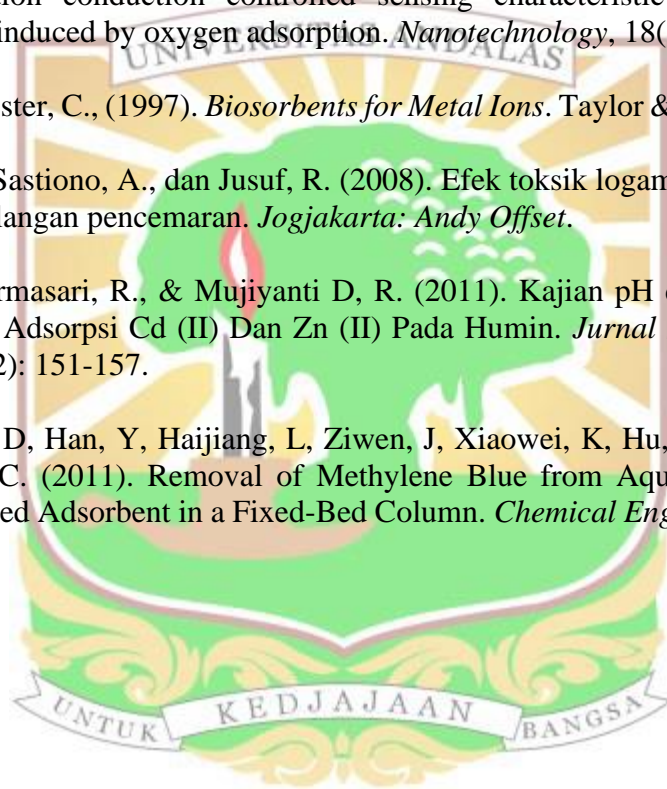 conduction controlled sensing characteristic
induced by oxygen adsorption. Nanotechnology, 18(
UNIVERSITAS ANDALAS
ster, C., (1997). Biosorbents for Metal Ions. Taylor &
Sastiono, A., dan Jusuf, R. (2008). Efek toksik logam
langan pencemaran. Jogjakarta: Andy Offset.
rmasari, R., & Mujiyanti D, R. (2011). Kajian pH
Adsorpsi Cd (II) Dan Zn (II) Pada Humin. Jurnal
2): 151-157.
D, Han, Y, Haijiang, L, Ziwen, J, Xiaowei, K, Hu,
C. (2011). Removal of Methylene Blue from Aqu
ed Adsorbent in a Fixed-Bed Column. Chemical Eng
UNTUK KEDJAJAAN BANGSA